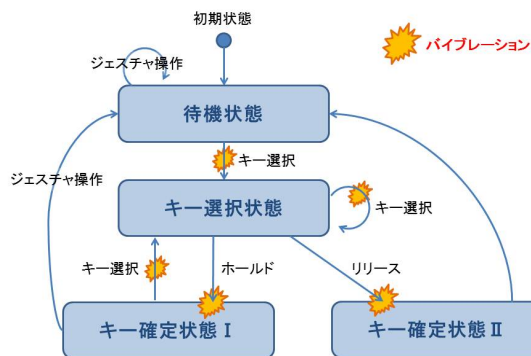 初期状態
バイブレーション
ジェスチャ操作
待機状態
キー選択
ジェスチャ操作
キー選択状態
キー選択
キー選択
ホールド
リリース
キー確定状態Ⅰ
キー確定状態Ⅱ